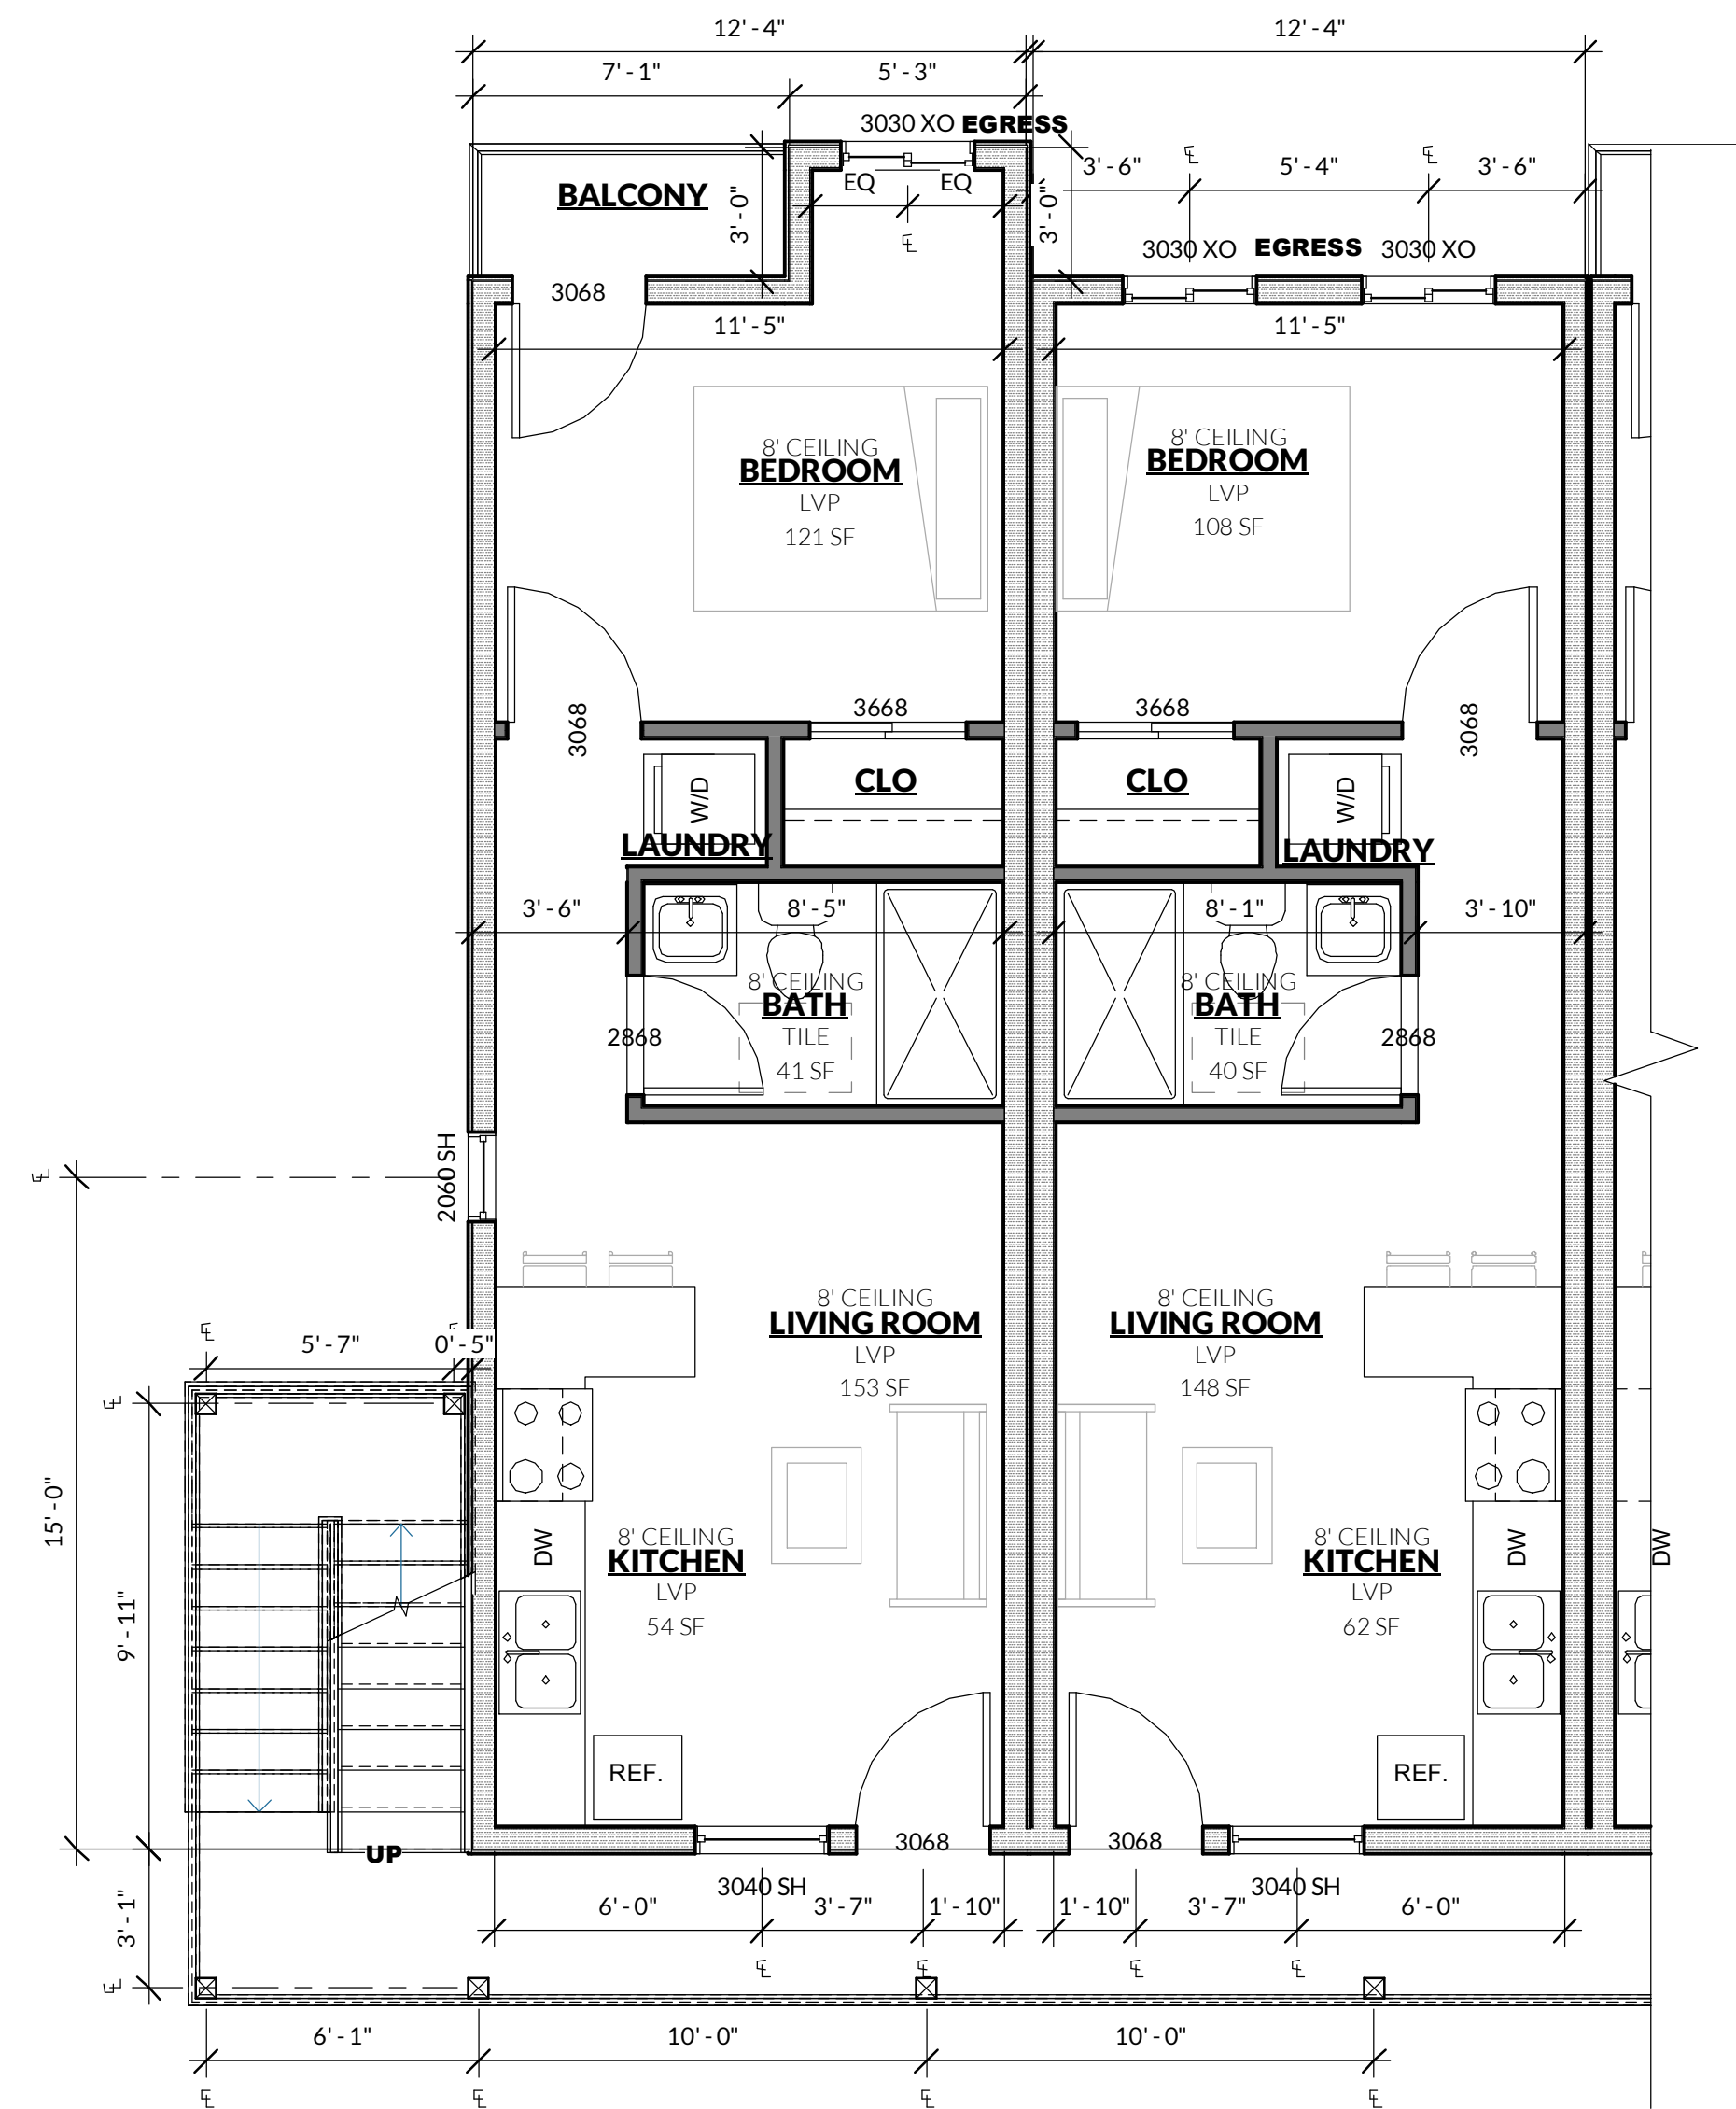 12' - 4"
12' - 4"
7' - 1"
5' - 3"
3030 XO EGRESS
3' - 6"
5' - 4"
3' - 6"
BALCONY
3' - 0"
EQ
EQ
3' - 0"
3030 XO
EGRESS
3030 XO
3068
11' - 5"
11' - 5"
8' CEILING
BEDROOM
LVP
121 SF
8' CEILING
BEDROOM
LVP
108 SF
3068
3668
3668
3068
W/D
CLO
CLO
W/D
LAUNDRY
LAUNDRY
3' - 6"
8' - 5"
8' - 1"
3' - 10"
8' CEILING
BATH
TILE
41 SF
8' CEILING
BATH
TILE
40 SF
2868
2868
2060 SH
5' - 7"
0' - 5"
8' CEILING
LIVING ROOM
LVP
153 SF
8' CEILING
LIVING ROOM
LVP
148 SF
15' - 0"
9' - 11"
DW
8' CEILING
KITCHEN
LVP
54 SF
8' CEILING
KITCHEN
LVP
62 SF
DW
DW
REF.
REF.
UP
3068
3068
3' - 1"
3040 SH
3040 SH
6' - 0"
3' - 7"
1' - 10"
1' - 10"
3' - 7"
6' - 0"
6' - 1"
10' - 0"
10' - 0"